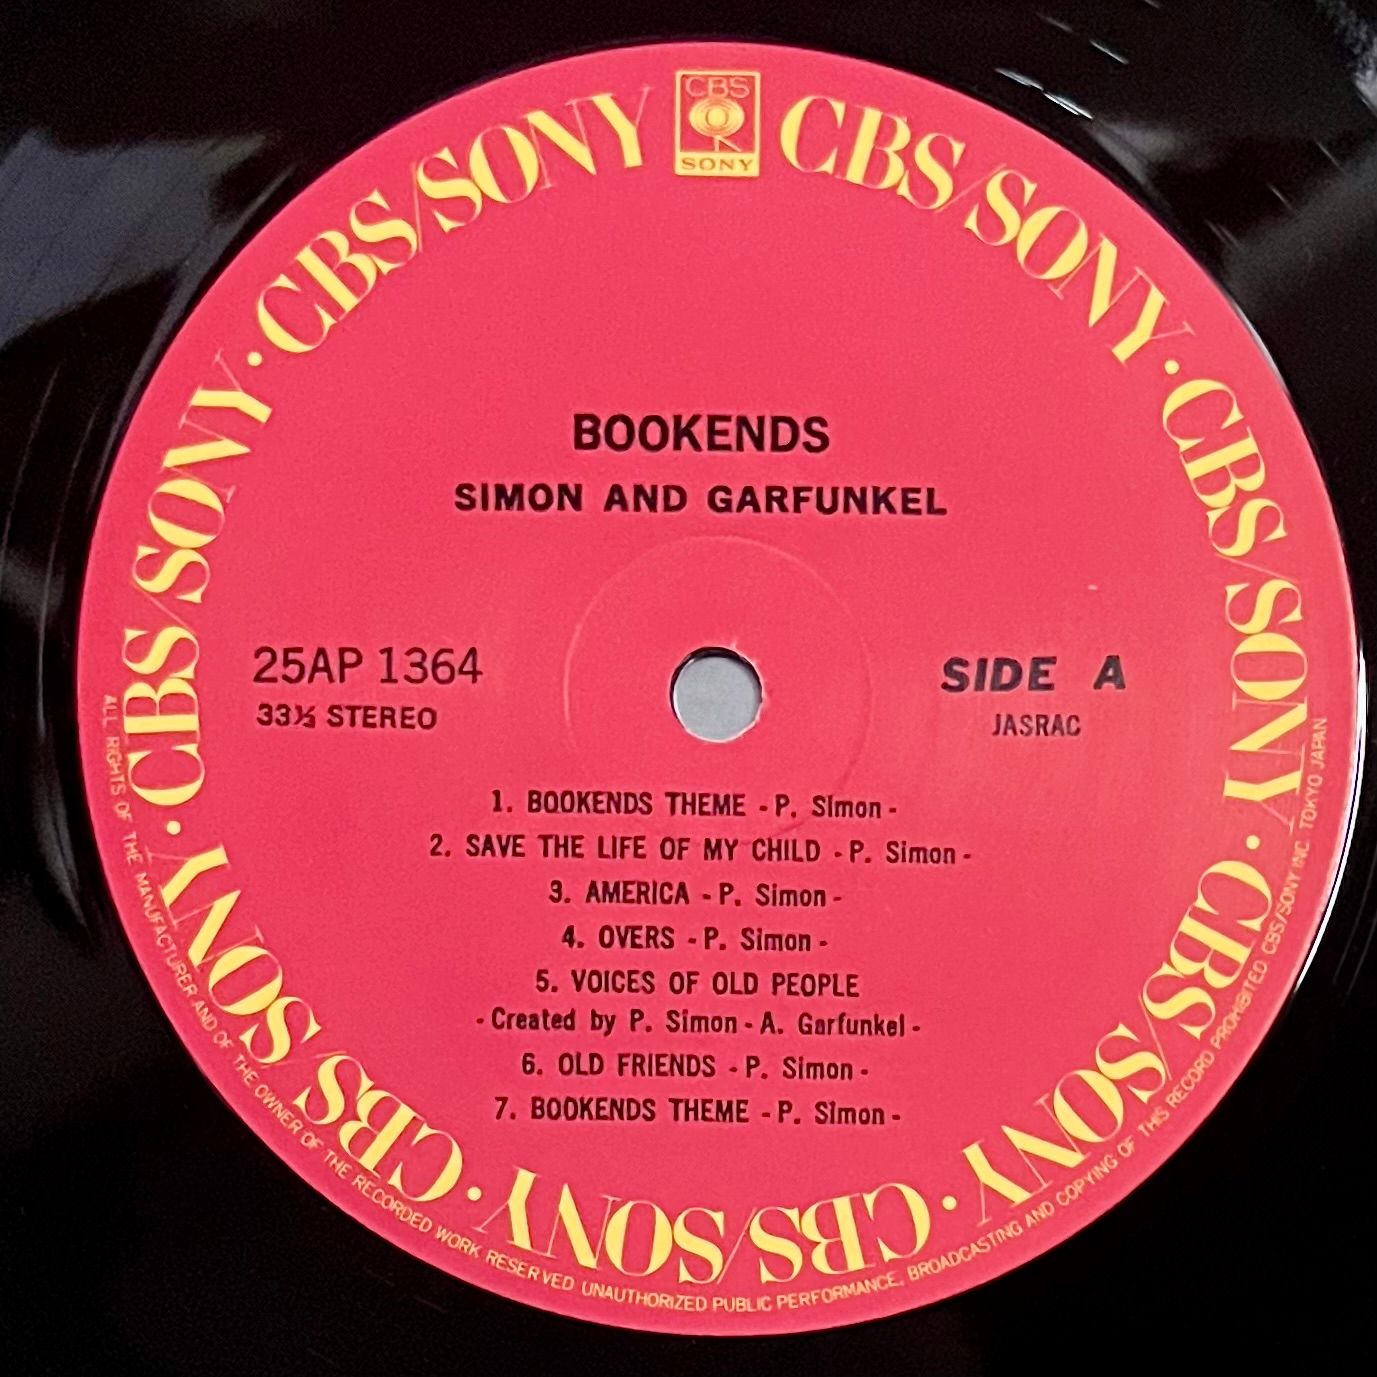 CBS
SONY
CBS/SONY · CBS/SONY · CBS/SONY · CBS/SONY · CBS/SONY · CBS/SONY · CBS/SONY · CBS/SONY
BOOKENDS
SIMON AND GARFUNKEL
25AP 1364
33⅓ STEREO
SIDE A
JASRAC
1. BOOKENDS THEME - P. Simon -
2. SAVE THE LIFE OF MY CHILD - P. Simon -
3. AMERICA - P. Simon -
4. OVERS - P. Simon -
5. VOICES OF OLD PEOPLE
- Created by P. Simon - A. Garfunkel -
6. OLD FRIENDS - P. Simon -
7. BOOKENDS THEME - P. Simon -
ALL RIGHTS OF THE MANUFACTURER AND OF THE OWNER OF THE RECORDED WORK RESERVED UNAUTHORIZED PUBLIC PERFORMANCE, BROADCASTING AND COPYING OF THIS RECORD PROHIBITED CBS/SONY INC. TOKYO JAPAN